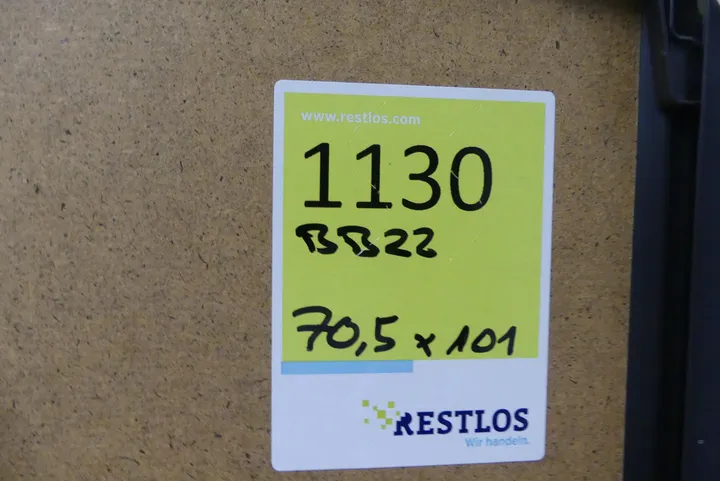 www.restlos.com
1130
BB22
70,5 x 101
RESTLOS
Wir handeln.